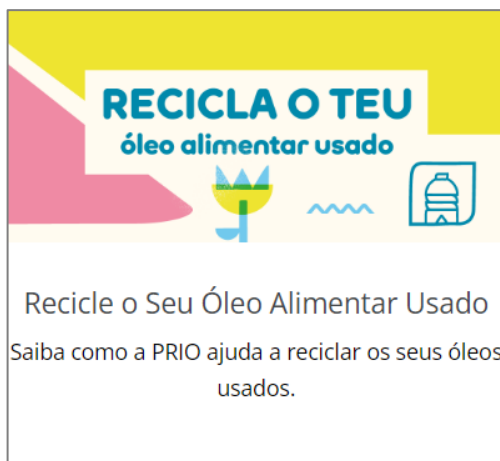 RECICLA O TEU
óleo alimentar usado
Recicle o Seu Óleo Alimentar Usado
Saiba como a PRIO ajuda a reciclar os seus óleos
usados.